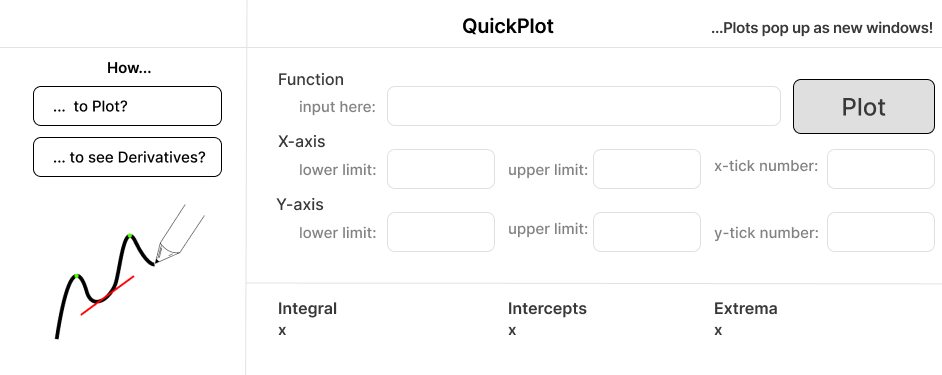 QuickPlot
...Plots pop up as new windows!
How...
... to Plot?
... to see Derivatives?
Function
input here:
Plot
X-axis
lower limit:
upper limit:
x-tick number:
Y-axis
lower limit:
upper limit:
y-tick number:
Integral
x
Intercepts
x
Extrema
x